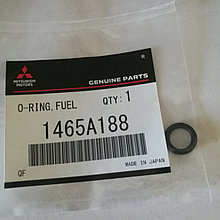 R
MITSUBISHI
MOTORS
GENUINE PARTS
O-RING, FUEL QTY: 1
1465A188
MADE IN JAPAN
QF